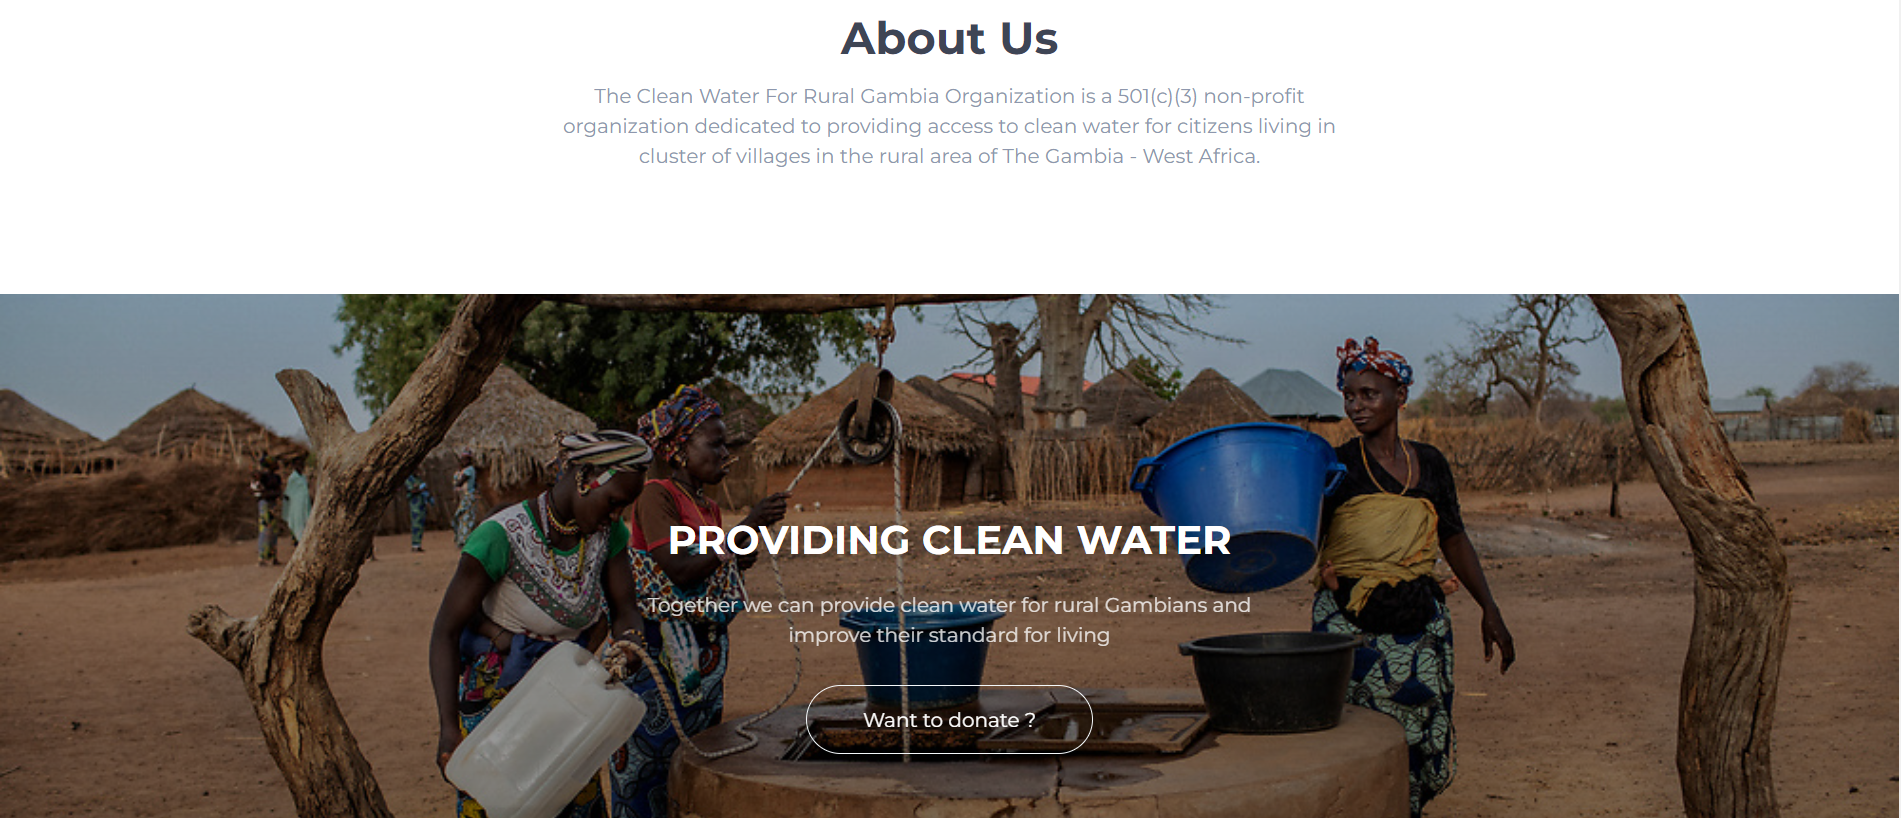 About Us
The Clean Water For Rural Gambia Organization is a 501(c)(3) non-profit
organization dedicated to providing access to clean water for citizens living in
cluster of villages in the rural area of The Gambia - West Africa.
PROVIDING CLEAN WATER
Together we can provide clean water for rural Gambians and
improve their standard for living
Want to donate ?